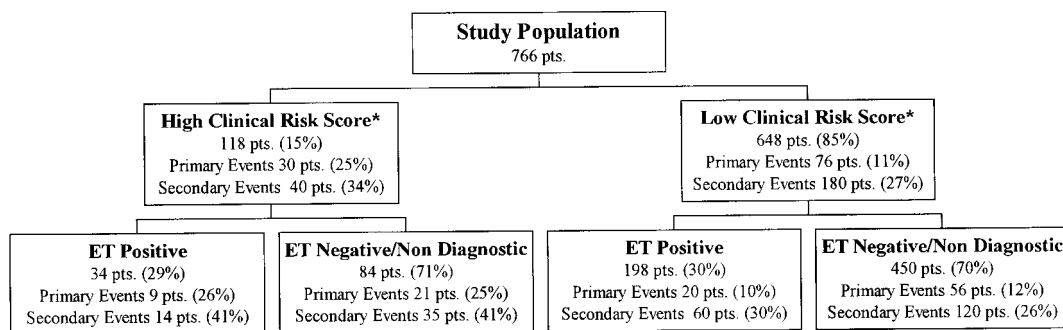 Study Population
766 pts.
High Clinical Risk Score*
118 pts. (15%)
Primary Events 30 pts. (25%)
Secondary Events 40 pts. (34%)
Low Clinical Risk Score*
648 pts. (85%)
Primary Events 76 pts. (11%)
Secondary Events 180 pts. (27%)
ET Positive
34 pts. (29%)
Primary Events 9 pts. (26%)
Secondary Events 14 pts. (41%)
ET Negative/Non Diagnostic
84 pts. (71%)
Primary Events 21 pts. (25%)
Secondary Events 35 pts. (41%)
ET Positive
198 pts. (30%)
Primary Events 20 pts. (10%)
Secondary Events 60 pts. (30%)
ET Negative/Non Diagnostic
450 pts. (70%)
Primary Events 56 pts. (12%)
Secondary Events 120 pts. (26%)